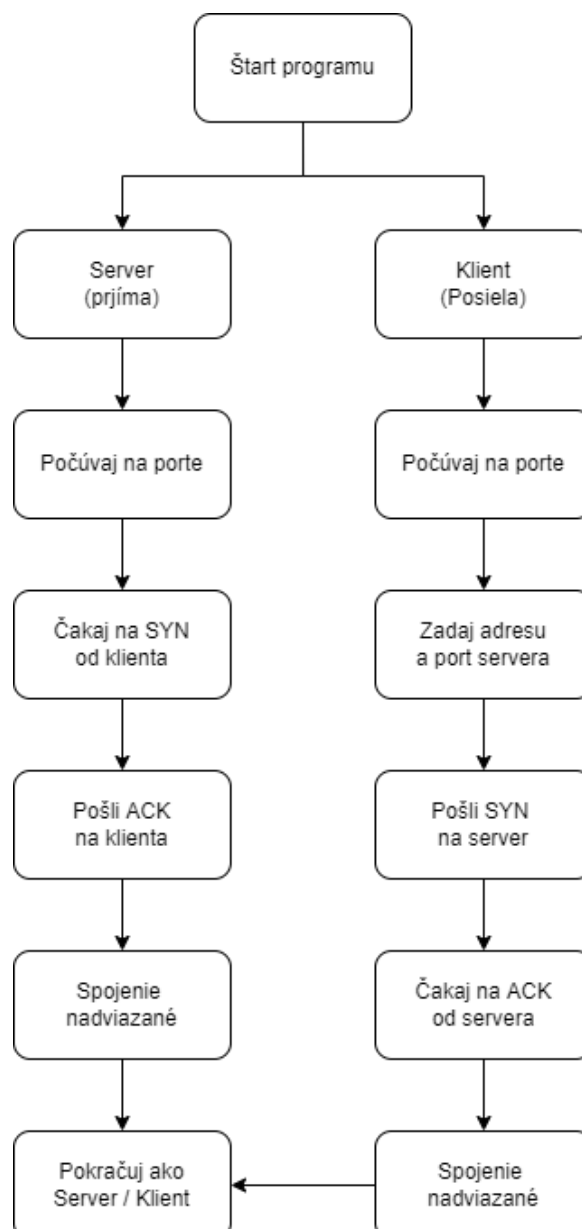 Štart programu
Server
(prjíma)
Klient
(Posiela)
Počúvaj na porte
Počúvaj na porte
Čakaj na SYN
od klienta
Zadaj adresu
a port servera
Pošli ACK
na klienta
Pošli SYN
na server
Spojenie
nadviazané
Čakaj na ACK
od servera
Pokračuj ako
Server / Klient
Spojenie
nadviazané